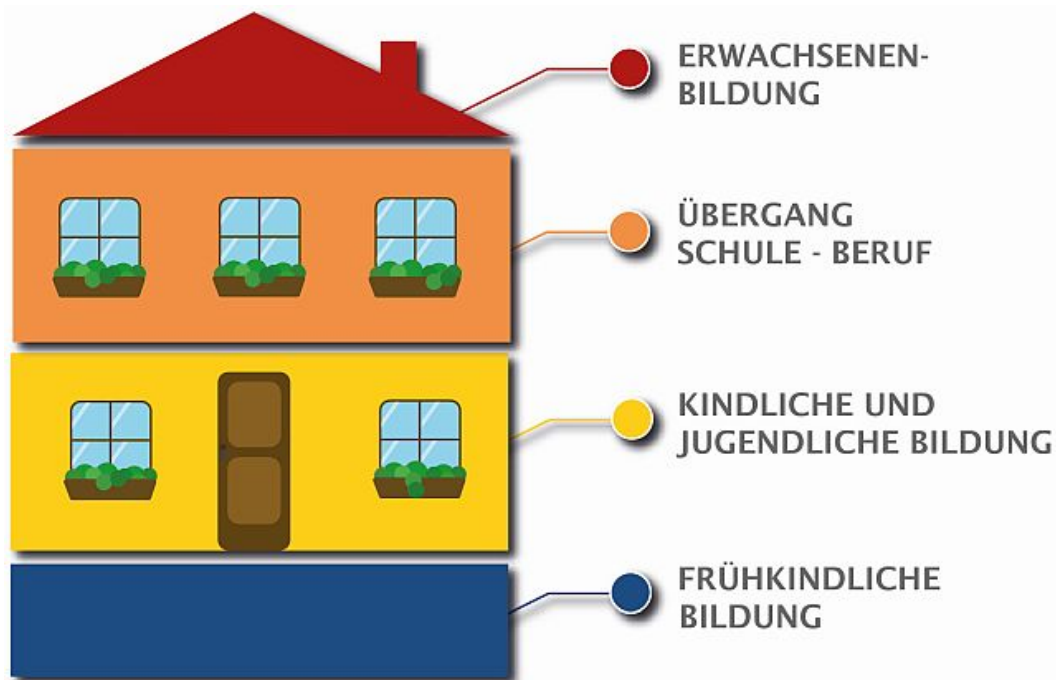 ERWACHSENEN-
BILDUNG
ÜBERGANG
SCHULE - BERUF
KINDLICHE UND
JUGENDLICHE BILDUNG
FRÜHKINDLICHE
BILDUNG